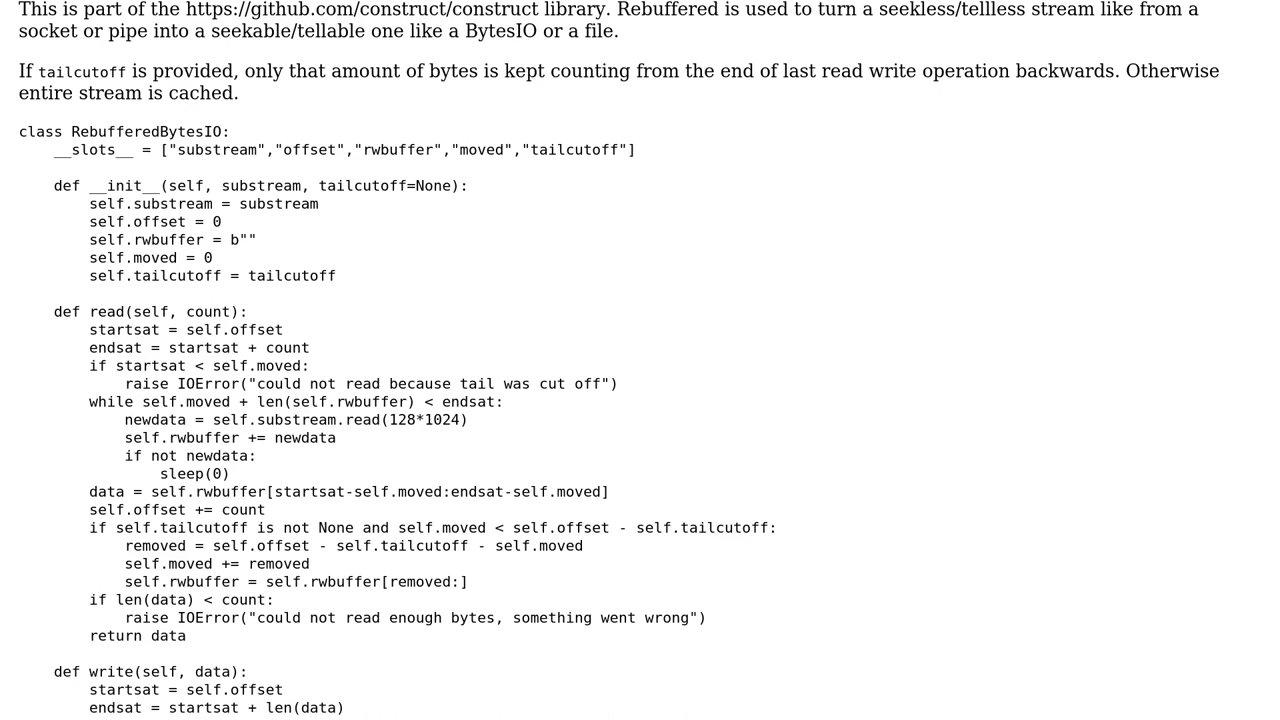 This is part of the https://github.com/construct/construct library. Rebuffered is used to turn a seekless/tellless stream like from a
socket or pipe into a seekable/tellable one like a BytesIO or a file.
If tailcutoff is provided, only that amount of bytes is kept counting from the end of last read write operation backwards. Otherwise
entire stream is cached.
class RebufferedBytesIO:
    __slots__ = ["substream","offset","rwbuffer","moved","tailcutoff"]
    def __init__(self, substream, tailcutoff=None):
        self.substream = substream
        self.offset = 0
        self.rwbuffer = b""
        self.moved = 0
        self.tailcutoff = tailcutoff
    def read(self, count):
        startsat = self.offset
        endsat = startsat + count
        if startsat < self.moved:
            raise IOError("could not read because tail was cut off")
        while self.moved + len(self.rwbuffer) < endsat:
            newdata = self.substream.read(128*1024)
            self.rwbuffer += newdata
            if not newdata:
                sleep(0)
        data = self.rwbuffer[startsat-self.moved:endsat-self.moved]
        self.offset += count
        if self.tailcutoff is not None and self.moved < self.offset - self.tailcutoff:
            removed = self.offset - self.tailcutoff - self.moved
            self.moved += removed
            self.rwbuffer = self.rwbuffer[removed:]
        if len(data) < count:
            raise IOError("could not read enough bytes, something went wrong")
        return data
    def write(self, data):
        startsat = self.offset
        endsat = startsat + len(data)